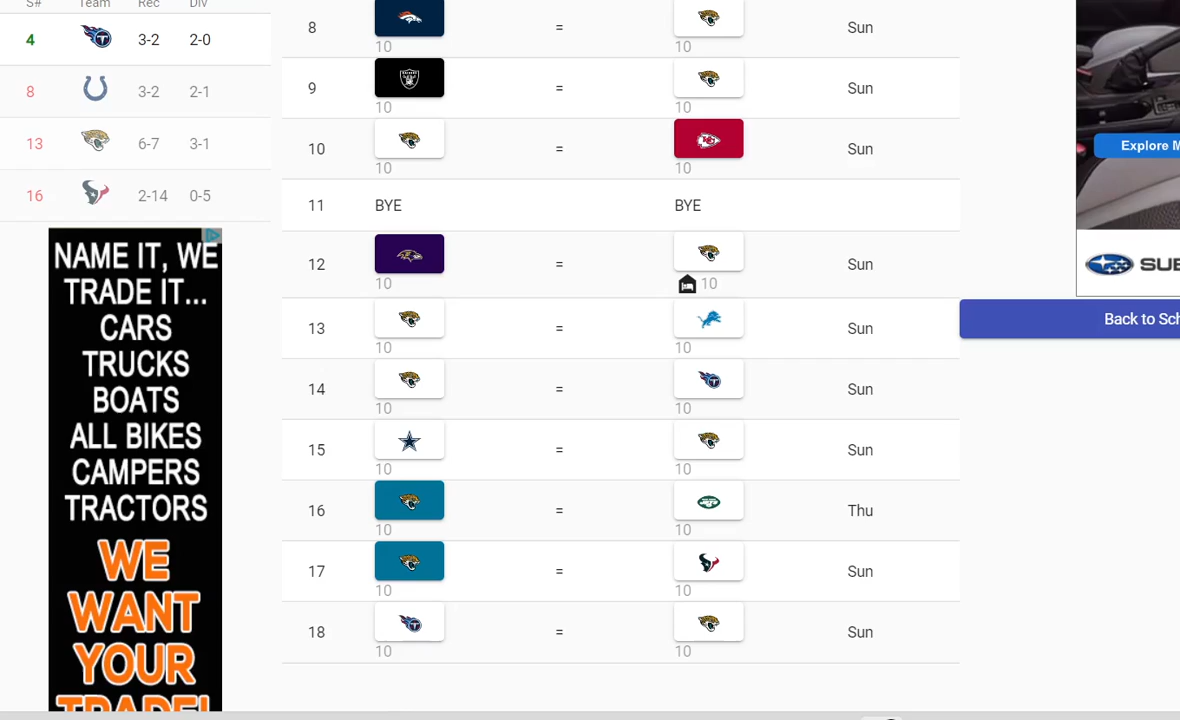 S# Team Rec Div
4 3-2 2-0
8 3-2 2-1
13 6-7 3-1
16 2-14 0-5
8 = Sun
10 10
9 = Sun
10 10
10 = Sun
10 10
11 BYE BYE
12 = Sun
10 10
13 = Sun
10 10
14 = Sun
10 10
15 = Sun
10 10
16 = Thu
10 10
17 = Sun
10 10
18 = Sun
10 10
NAME IT, WE
TRADE IT...
CARS
TRUCKS
BOATS
ALL BIKES
CAMPERS
TRACTORS
WE
WANT
YOUR
TRADE!
Explore M
SUB
Back to Sch